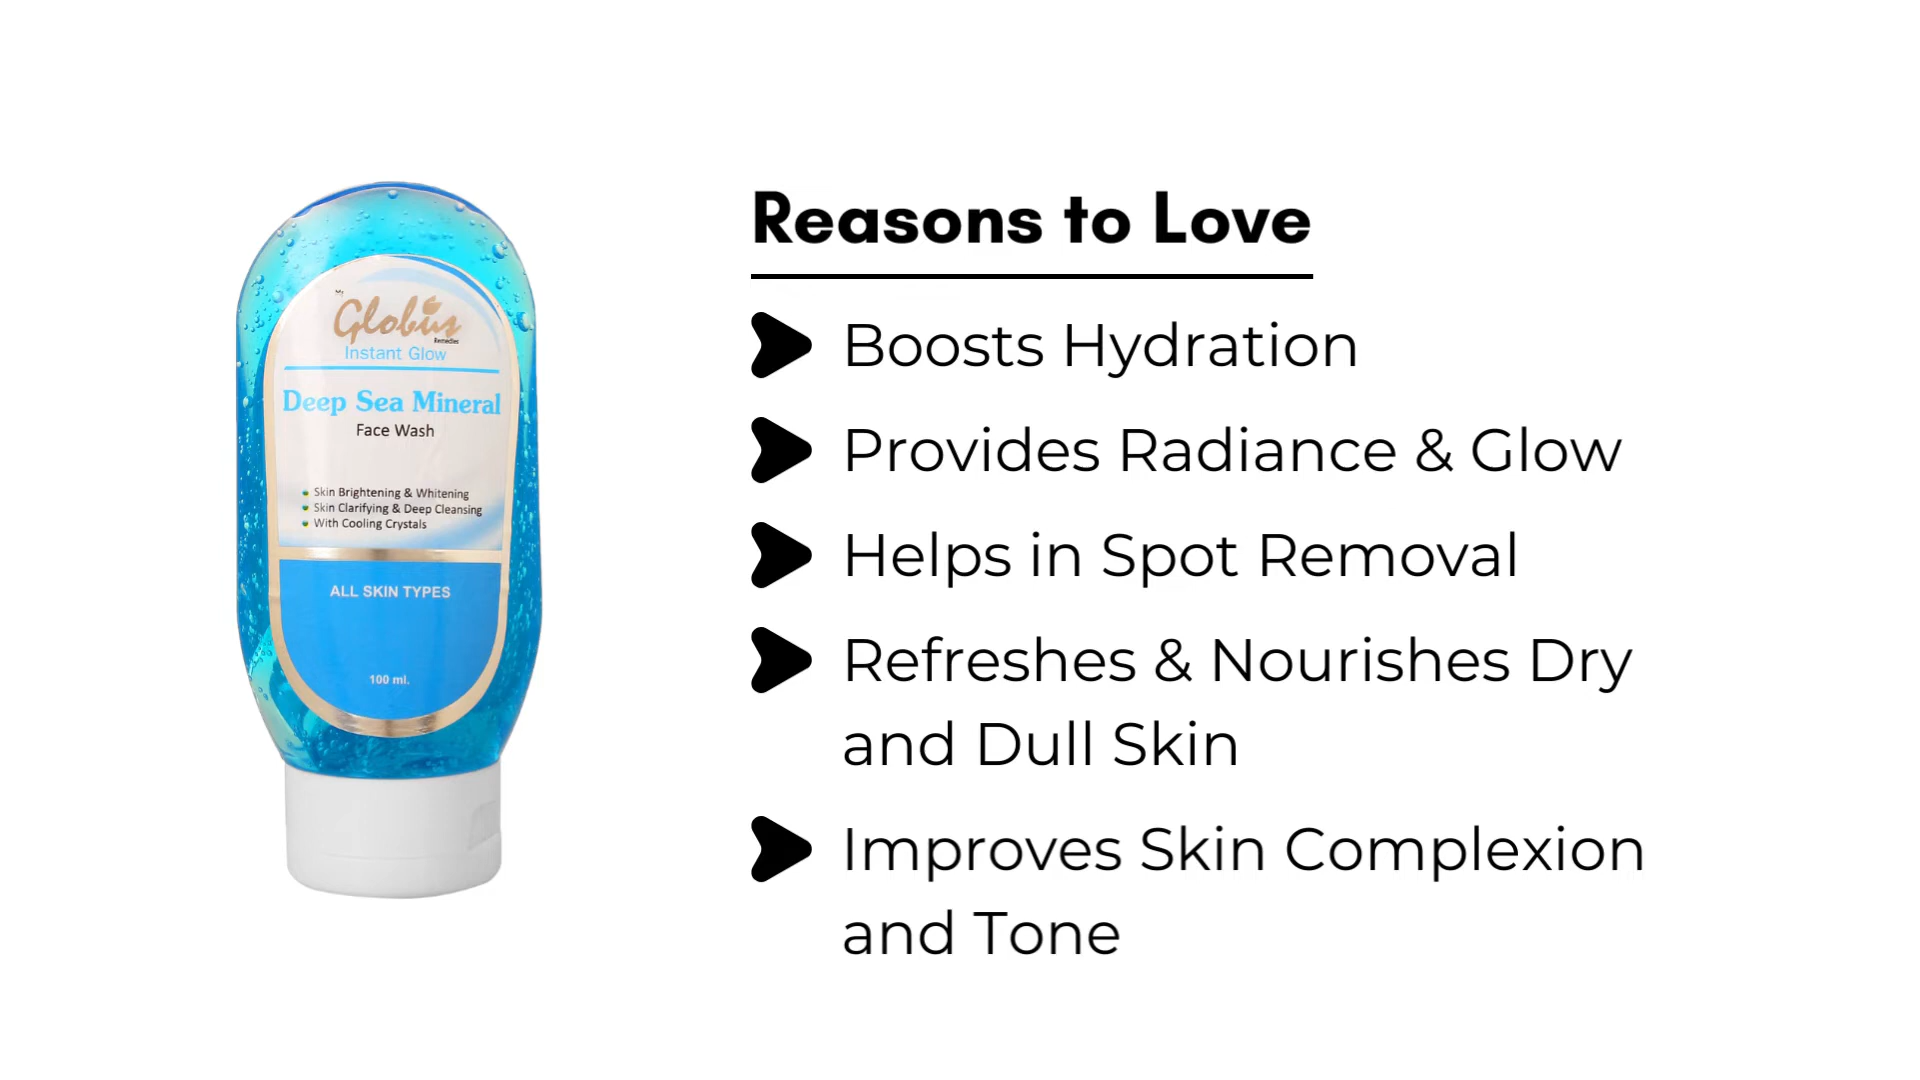 My
Globus
Remedies
Instant Glow
Deep Sea Mineral
Face Wash
Skin Brightening & Whitening
Skin Clarifying & Deep Cleansing
With Cooling Crystals
ALL SKIN TYPES
100 ml.
Reasons to Love
Boosts Hydration
Provides Radiance & Glow
Helps in Spot Removal
Refreshes & Nourishes Dry
and Dull Skin
Improves Skin Complexion
and Tone